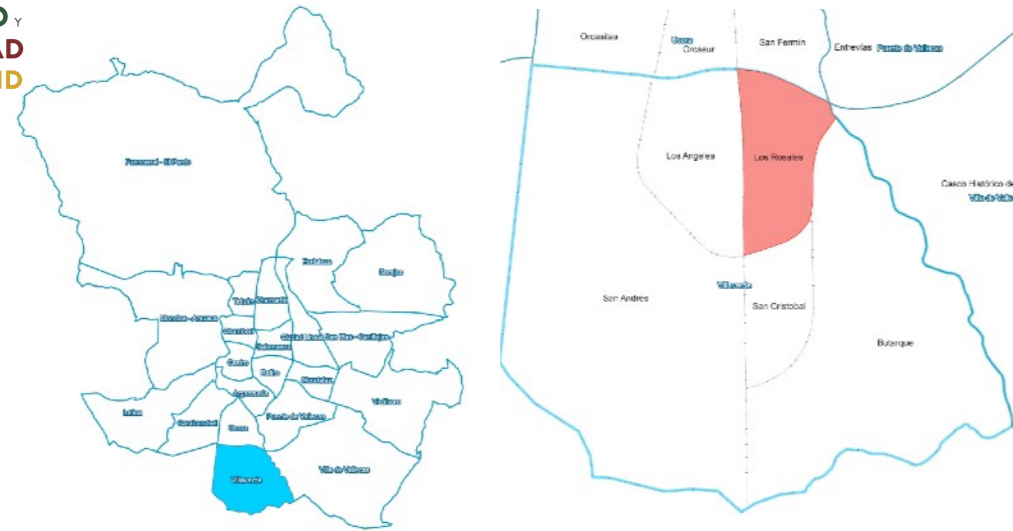 O Y
AD
ID
Fuencarral - El Pardo
Hortaleza
Barajas
Tetuán
Chamartín
Moncloa - Aravaca
Chamberí
Ciudad Lineal
San Blas - Canillejas
Salamanca
Centro
Retiro
Moratalaz
Arganzuela
Vicálvaro
Latina
Carabanchel
Usera
Puente de Vallecas
Villa de Vallecas
Villaverde
Orcasitas
Usera
Orcasur
San Fermín
Entrevías
Puente de Vallecas
Los Angeles
Los Rosales
Casco Histórico de
Villa de Valle
Villaverde
San Andrés
San Cristobal
Butarque